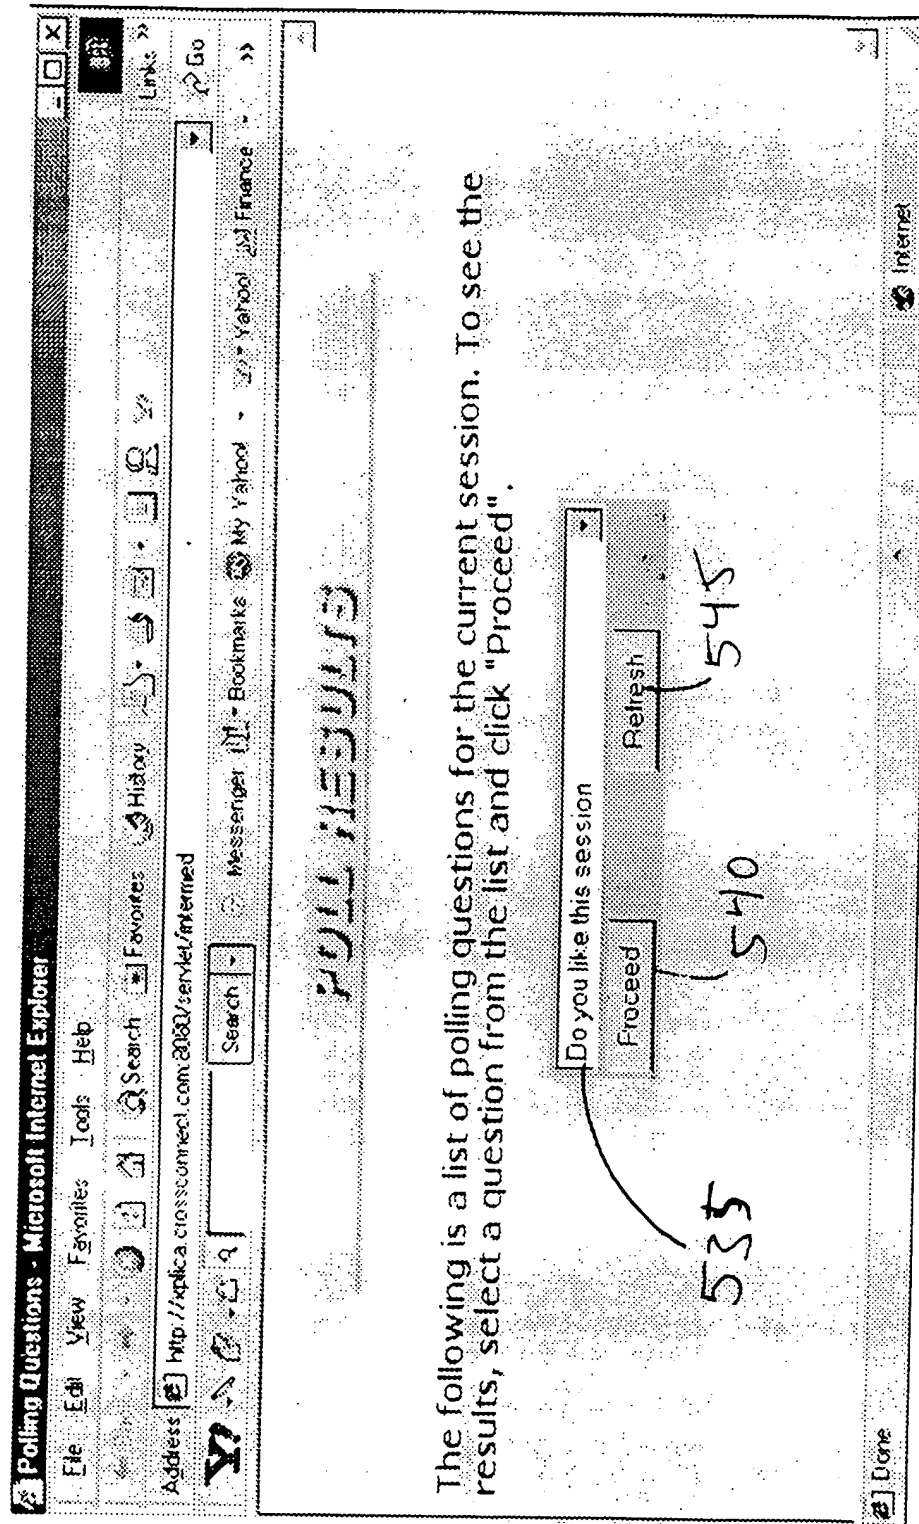 Polling Questions - Microsoft Internet Explorer
File Edit View Favorites Tools Help
Search Favorites History
Links »
Address http://xplica.crossconnect.com:8080/servlet/intermed
Go
Y! Search Messenger Bookmarks My Yahoo! Yahoo! Finance »
POLL RESULTS
The following is a list of polling questions for the current session. To see the
results, select a question from the list and click "Proceed".
Do you like this session
Proceed Refresh
535 540 545
Done Internet